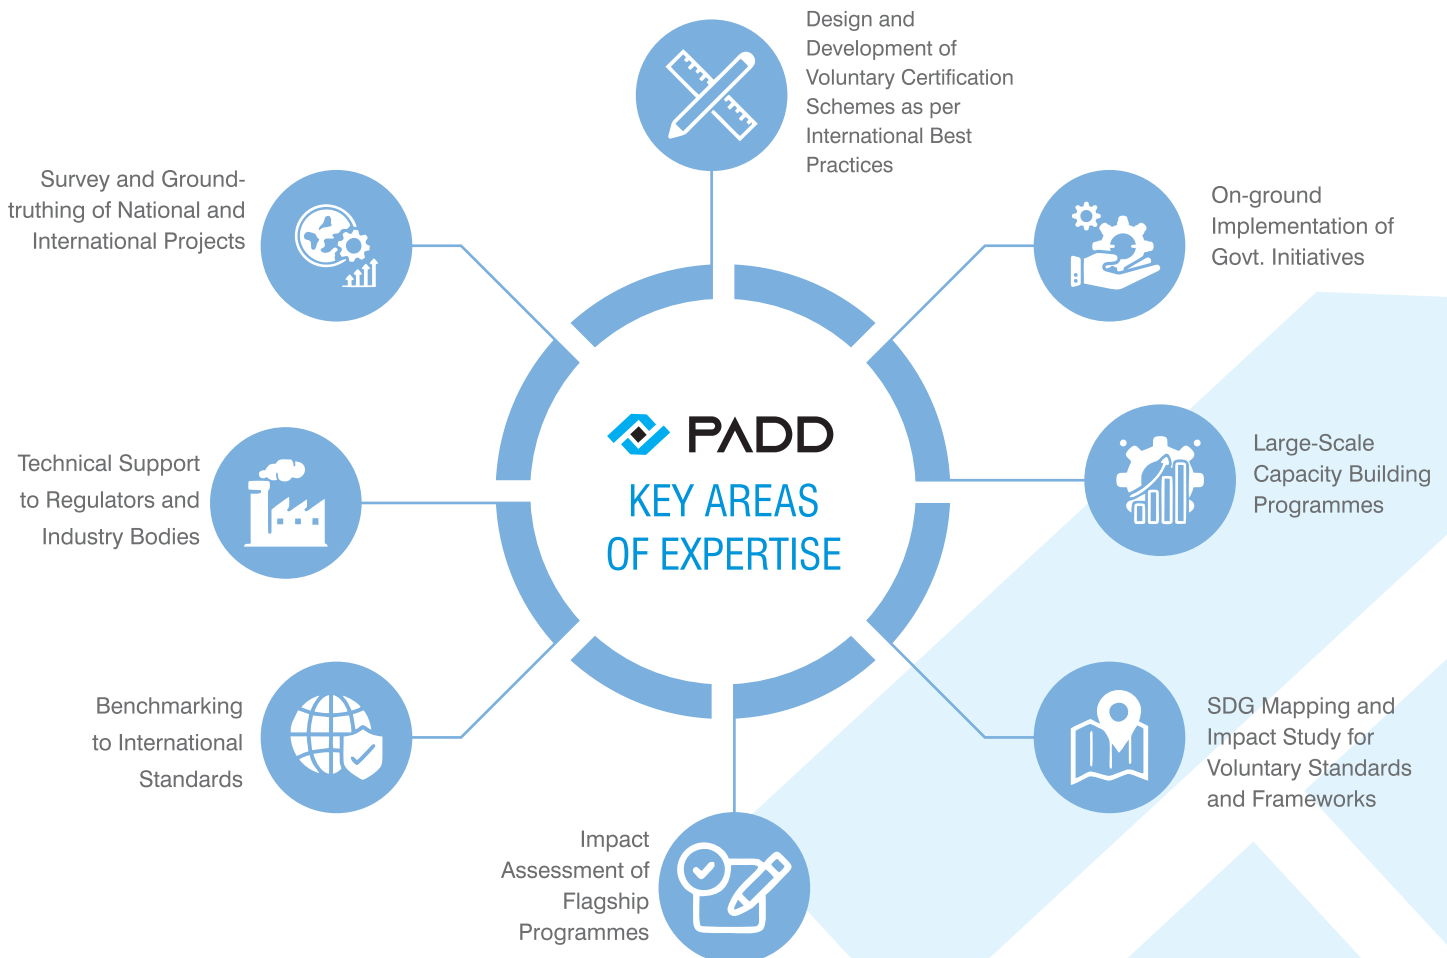 Design and
Development of
Voluntary Certification
Schemes as per
International Best
Practices
On-ground
Implementation of
Govt. Initiatives
Large-Scale
Capacity Building
Programmes
SDG Mapping and
Impact Study for
Voluntary Standards
and Frameworks
Impact
Assessment of
Flagship
Programmes
Benchmarking
to International
Standards
Technical Support
to Regulators and
Industry Bodies
Survey and Ground-
truthing of National and
International Projects
PADD
KEY AREAS
OF EXPERTISE